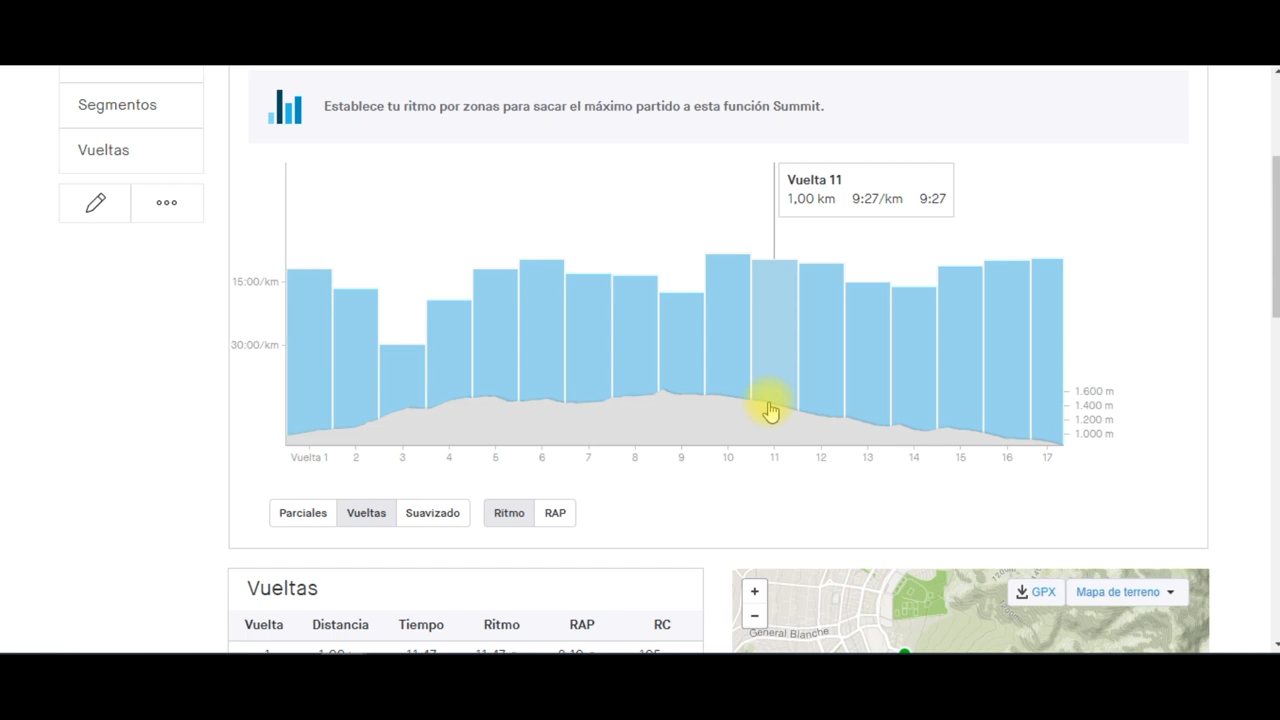 Segmentos
Vueltas
Establece tu ritmo por zonas para sacar el máximo partido a esta función Summit.
Vuelta 11
1,00 km 9:27/km 9:27
15:00/km
30:00/km
1.600 m
1.400 m
1.200 m
1.000 m
Vuelta 1 2 3 4 5 6 7 8 9 10 11 12 13 14 15 16 17
Parciales Vueltas Suavizado Ritmo RAP
Vueltas
Vuelta Distancia Tiempo Ritmo RAP RC
+
−
GPX Mapa de terreno
General Blanche